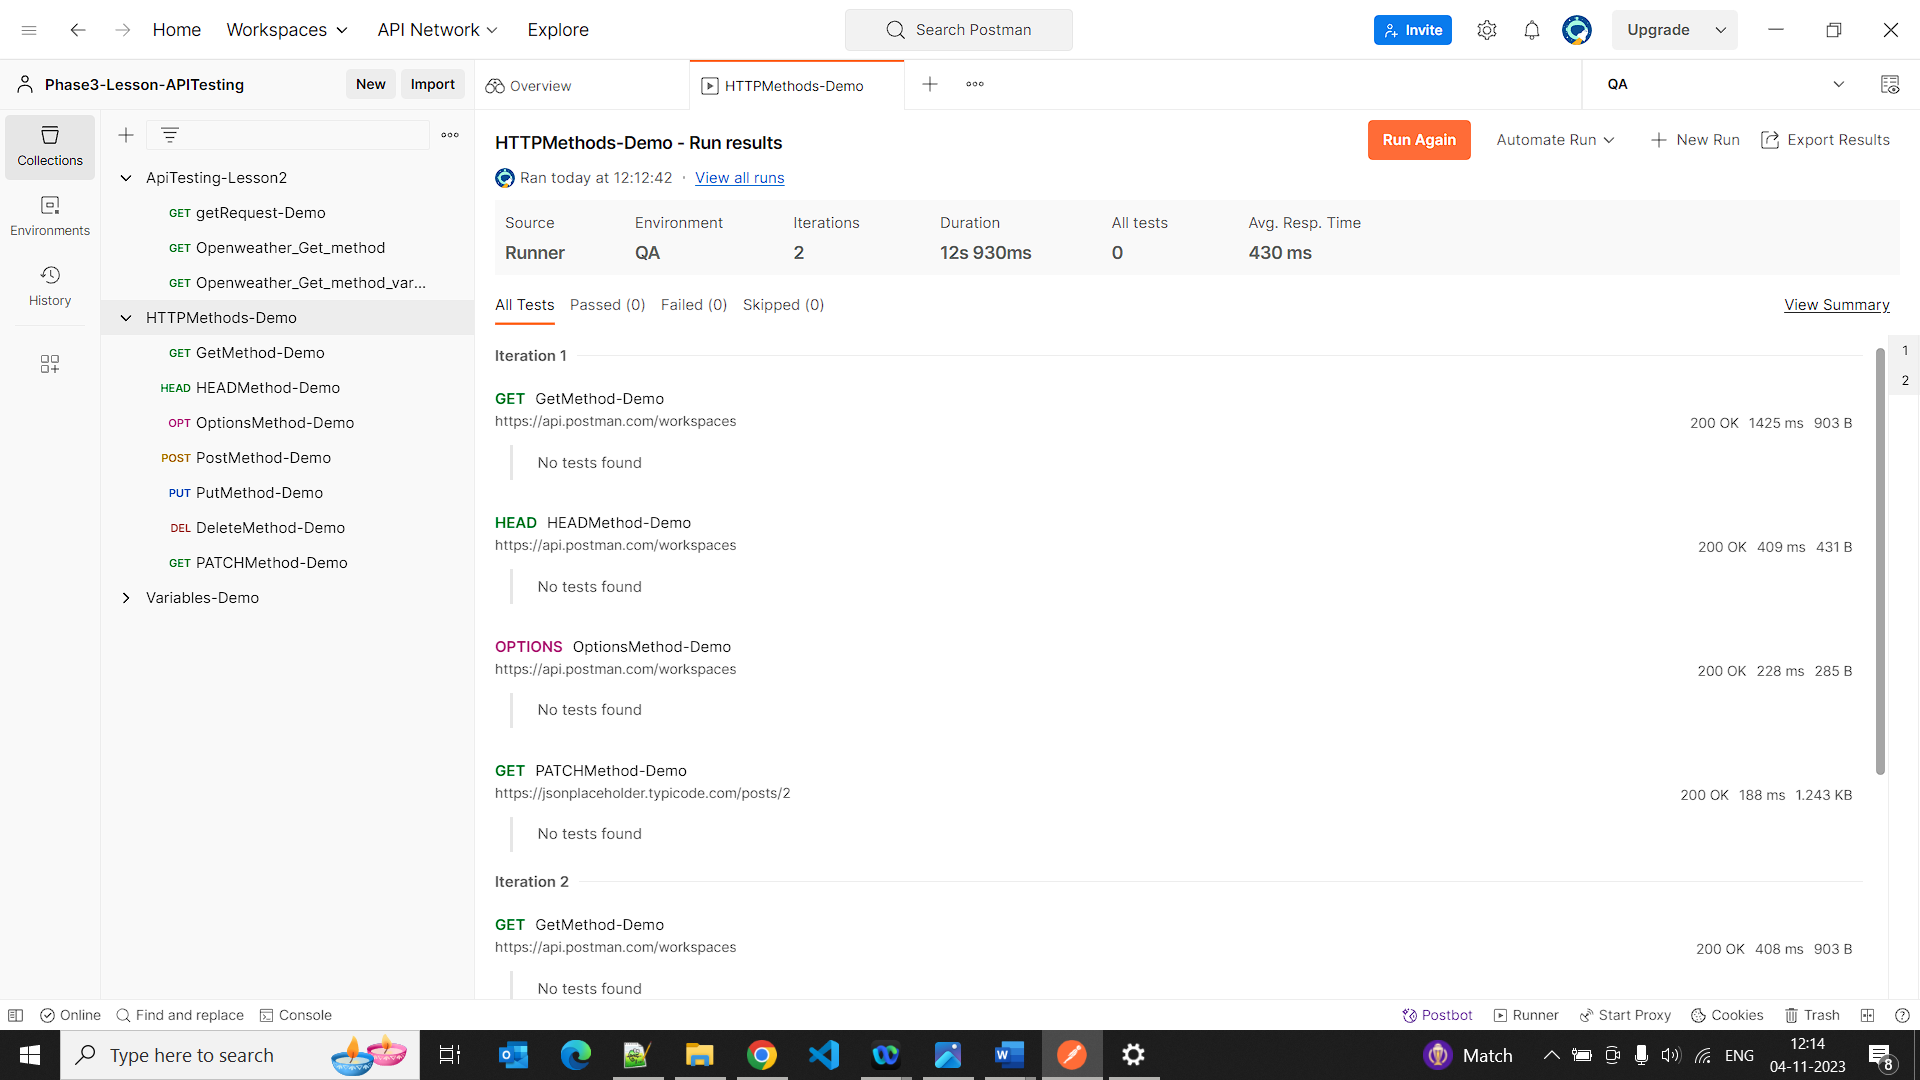 Home Workspaces API Network Explore Search Postman Invite Upgrade
Phase3-Lesson-APITesting New Import Overview HTTPMethods-Demo QA
Collections
Environments
History
ApiTesting-Lesson2
GET getRequest-Demo
GET Openweather_Get_method
GET Openweather_Get_method_var...
HTTPMethods-Demo
GET GetMethod-Demo
HEAD HEADMethod-Demo
OPT OptionsMethod-Demo
POST PostMethod-Demo
PUT PutMethod-Demo
DEL DeleteMethod-Demo
GET PATCHMethod-Demo
Variables-Demo
HTTPMethods-Demo - Run results Run Again Automate Run New Run Export Results
Ran today at 12:12:42 · View all runs
Source Environment Iterations Duration All tests Avg. Resp. Time
Runner QA 2 12s 930ms 0 430 ms
All Tests Passed (0) Failed (0) Skipped (0) View Summary
Iteration 1
1
2
GET GetMethod-Demo
https://api.postman.com/workspaces 200 OK 1425 ms 903 B
No tests found
HEAD HEADMethod-Demo
https://api.postman.com/workspaces 200 OK 409 ms 431 B
No tests found
OPTIONS OptionsMethod-Demo
https://api.postman.com/workspaces 200 OK 228 ms 285 B
No tests found
GET PATCHMethod-Demo
https://jsonplaceholder.typicode.com/posts/2 200 OK 188 ms 1.243 KB
No tests found
Iteration 2
GET GetMethod-Demo
https://api.postman.com/workspaces 200 OK 408 ms 903 B
No tests found
Online Find and replace Console Postbot Runner Start Proxy Cookies Trash
Type here to search Match ENG 12:14
04-11-2023 8